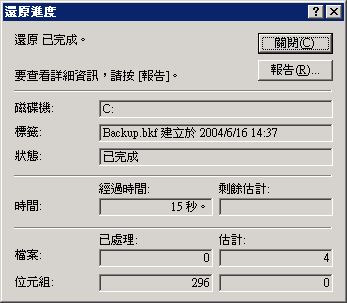 還原進度
還原 已完成。
關閉(C)
要查看詳細資訊，請按 [報告]。
報告(R)...
磁碟機: C:
標籤: Backup.bkf 建立於 2004/6/16 14:37
狀態: 已完成
經過時間: 剩餘估計:
時間: 15 秒。
已處理: 估計:
檔案: 0 4
位元組: 296 0